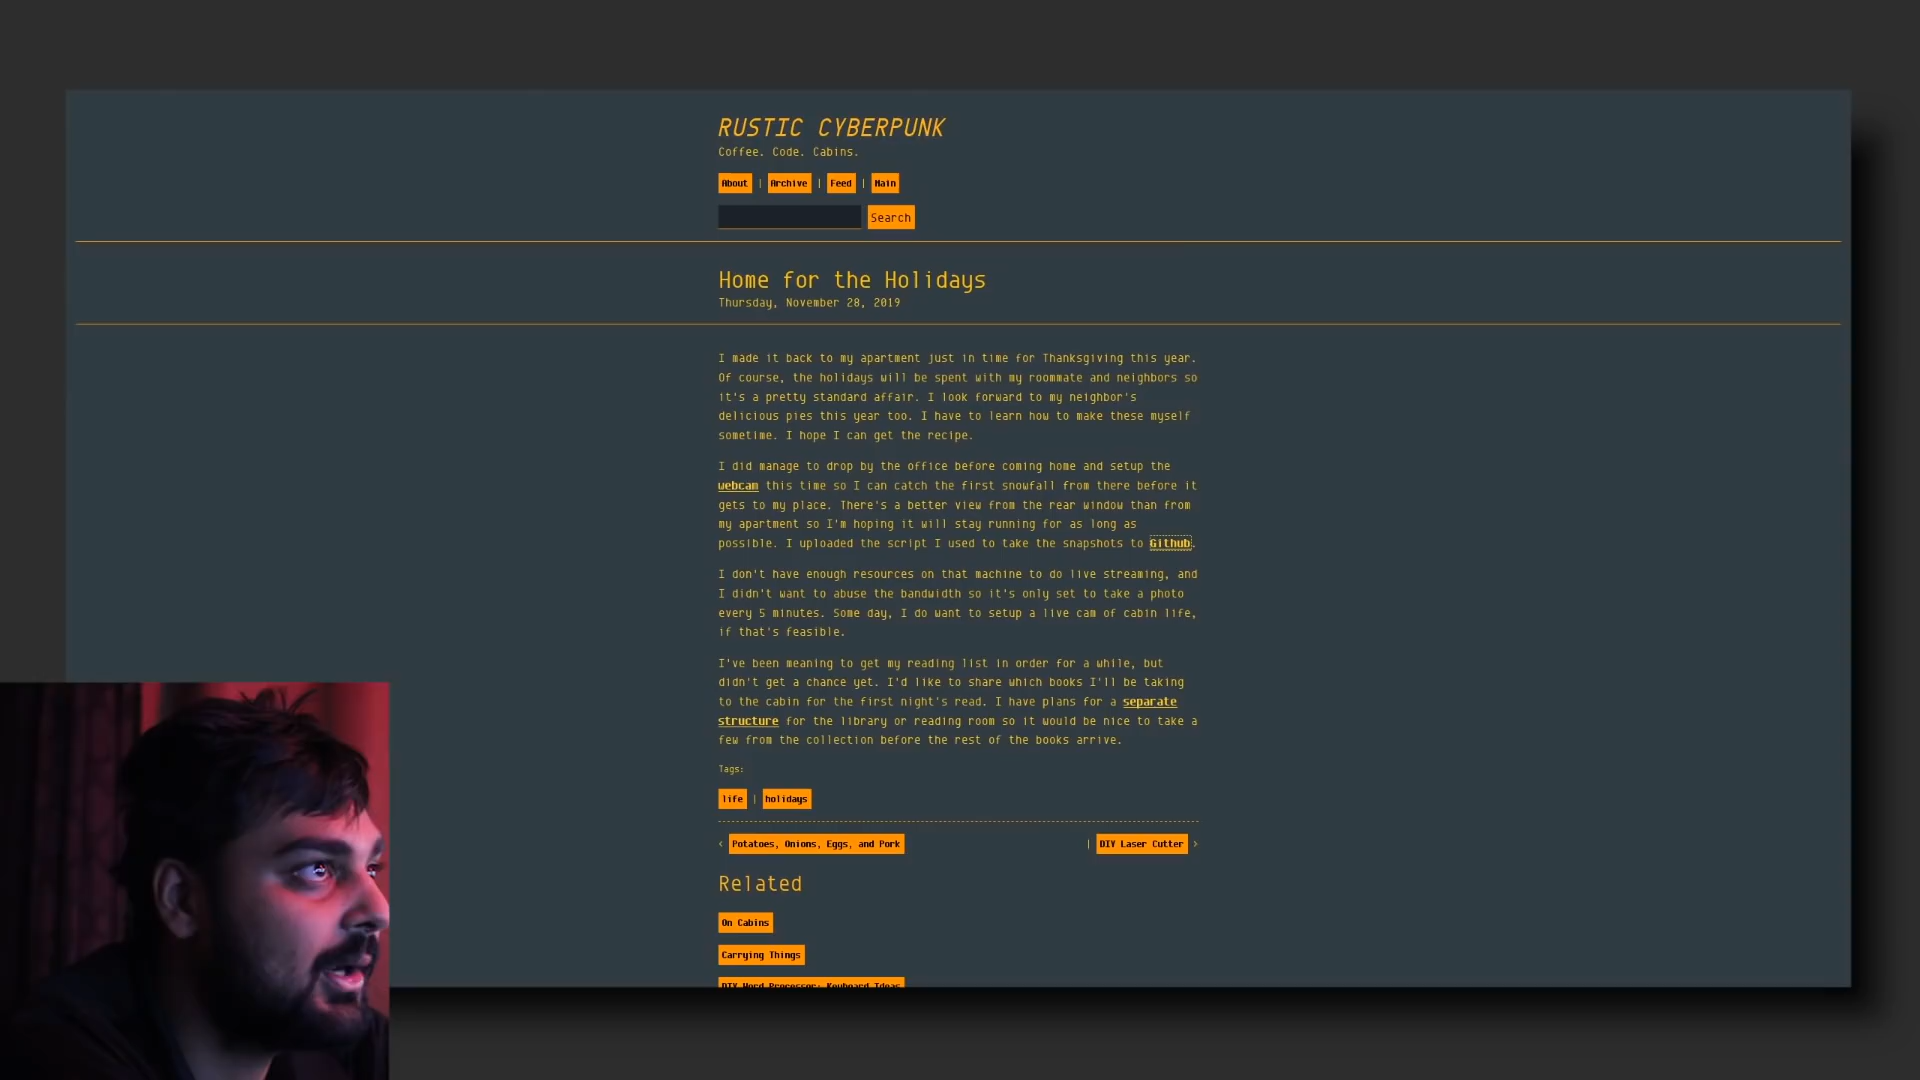 RUSTIC CYBERPUNK
Coffee. Code. Cabins.
About | Archive | Feed | Main
Search
Home for the Holidays
Thursday, November 28, 2019
I made it back to my apartment just in time for Thanksgiving this year.
Of course, the holidays will be spent with my roommate and neighbors so
it's a pretty standard affair. I look forward to my neighbor's
delicious pies this year too. I have to learn how to make these myself
sometime. I hope I can get the recipe.
I did manage to drop by the office before coming home and setup the
webcam this time so I can catch the first snowfall from there before it
gets to my place. There's a better view from the rear window than from
my apartment so I'm hoping it will stay running for as long as
possible. I uploaded the script I used to take the snapshots to Github.
I don't have enough resources on that machine to do live streaming, and
I didn't want to abuse the bandwidth so it's only set to take a photo
every 5 minutes. Some day, I do want to setup a live cam of cabin life,
if that's feasible.
I've been meaning to get my reading list in order for a while, but
didn't get a chance yet. I'd like to share which books I'll be taking
to the cabin for the first night's read. I have plans for a separate
structure for the library or reading room so it would be nice to take a
few from the collection before the rest of the books arrive.
Tags:
life | holidays
‹ Potatoes, Onions, Eggs, and Pork | DIY Laser Cutter ›
Related
On Cabins
Carrying Things
DIY Word Processor: Keyboard Ideas